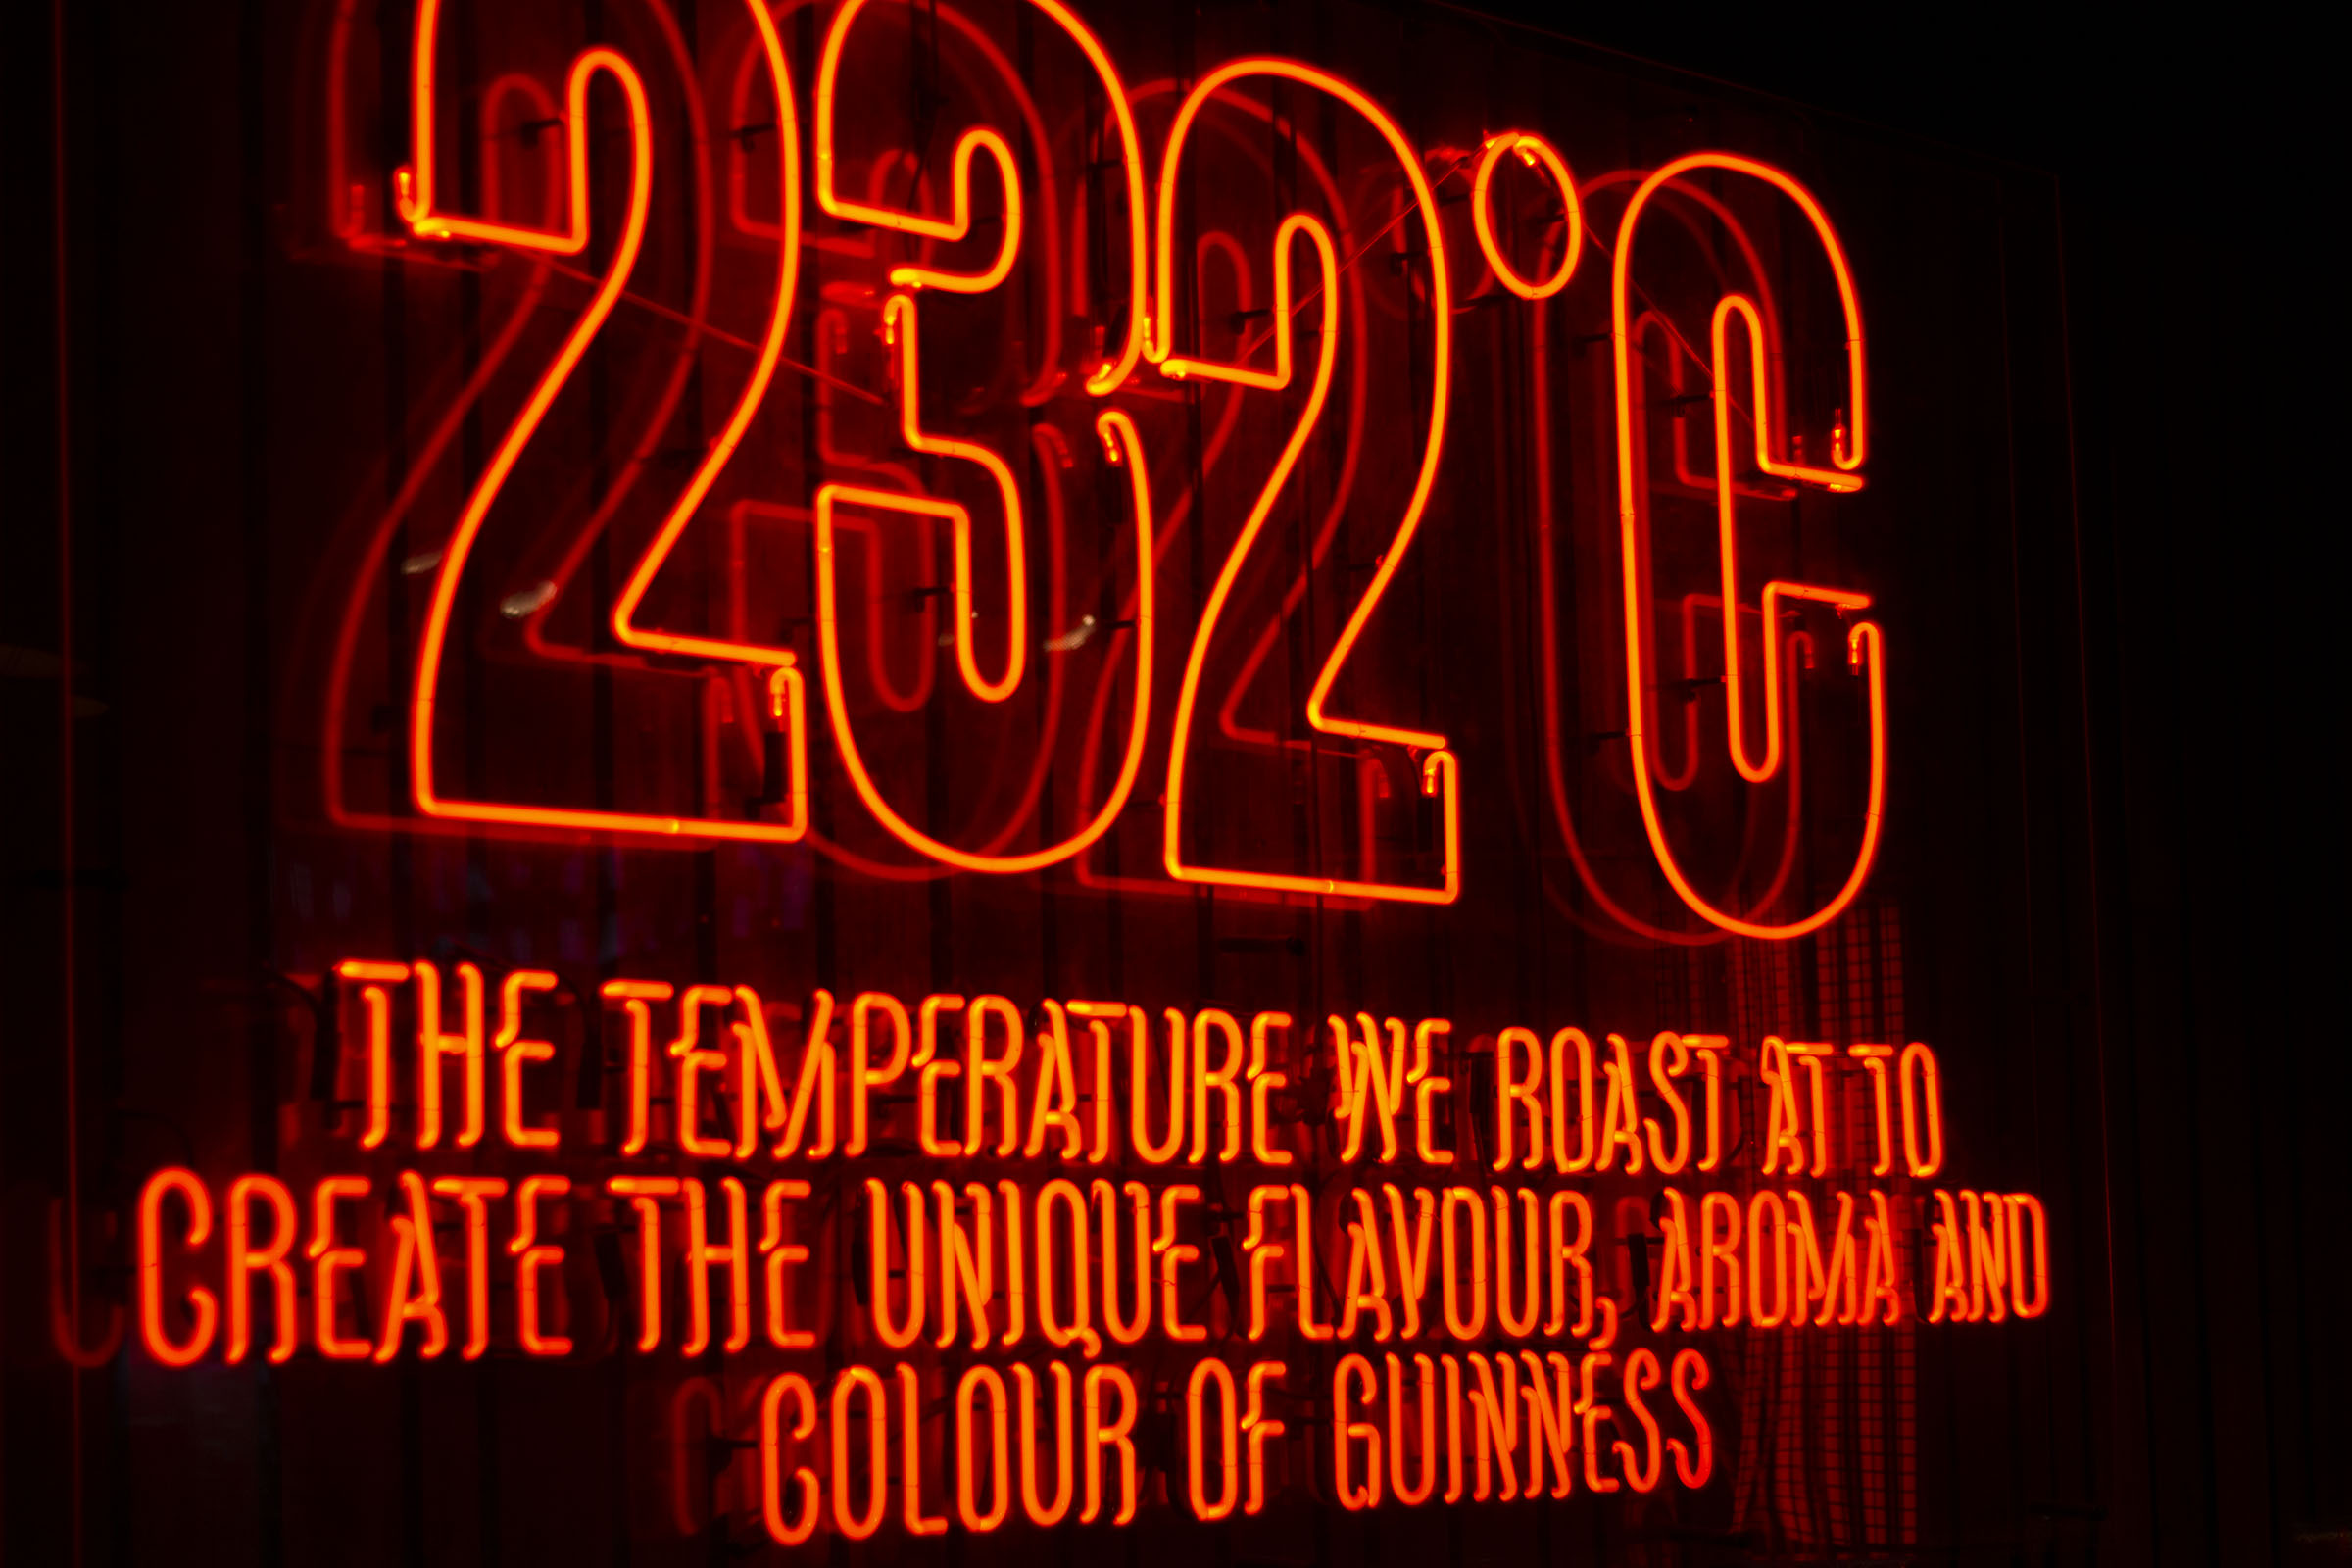 232°C
THE TEMPERATURE WE ROAST AT TO
CREATE THE UNIQUE FLAVOUR, AROMA AND
COLOUR OF GUINNESS